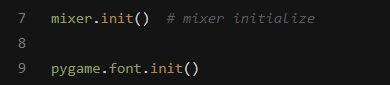 7 mixer.init() # mixer initialize
8
9 pygame.font.init()